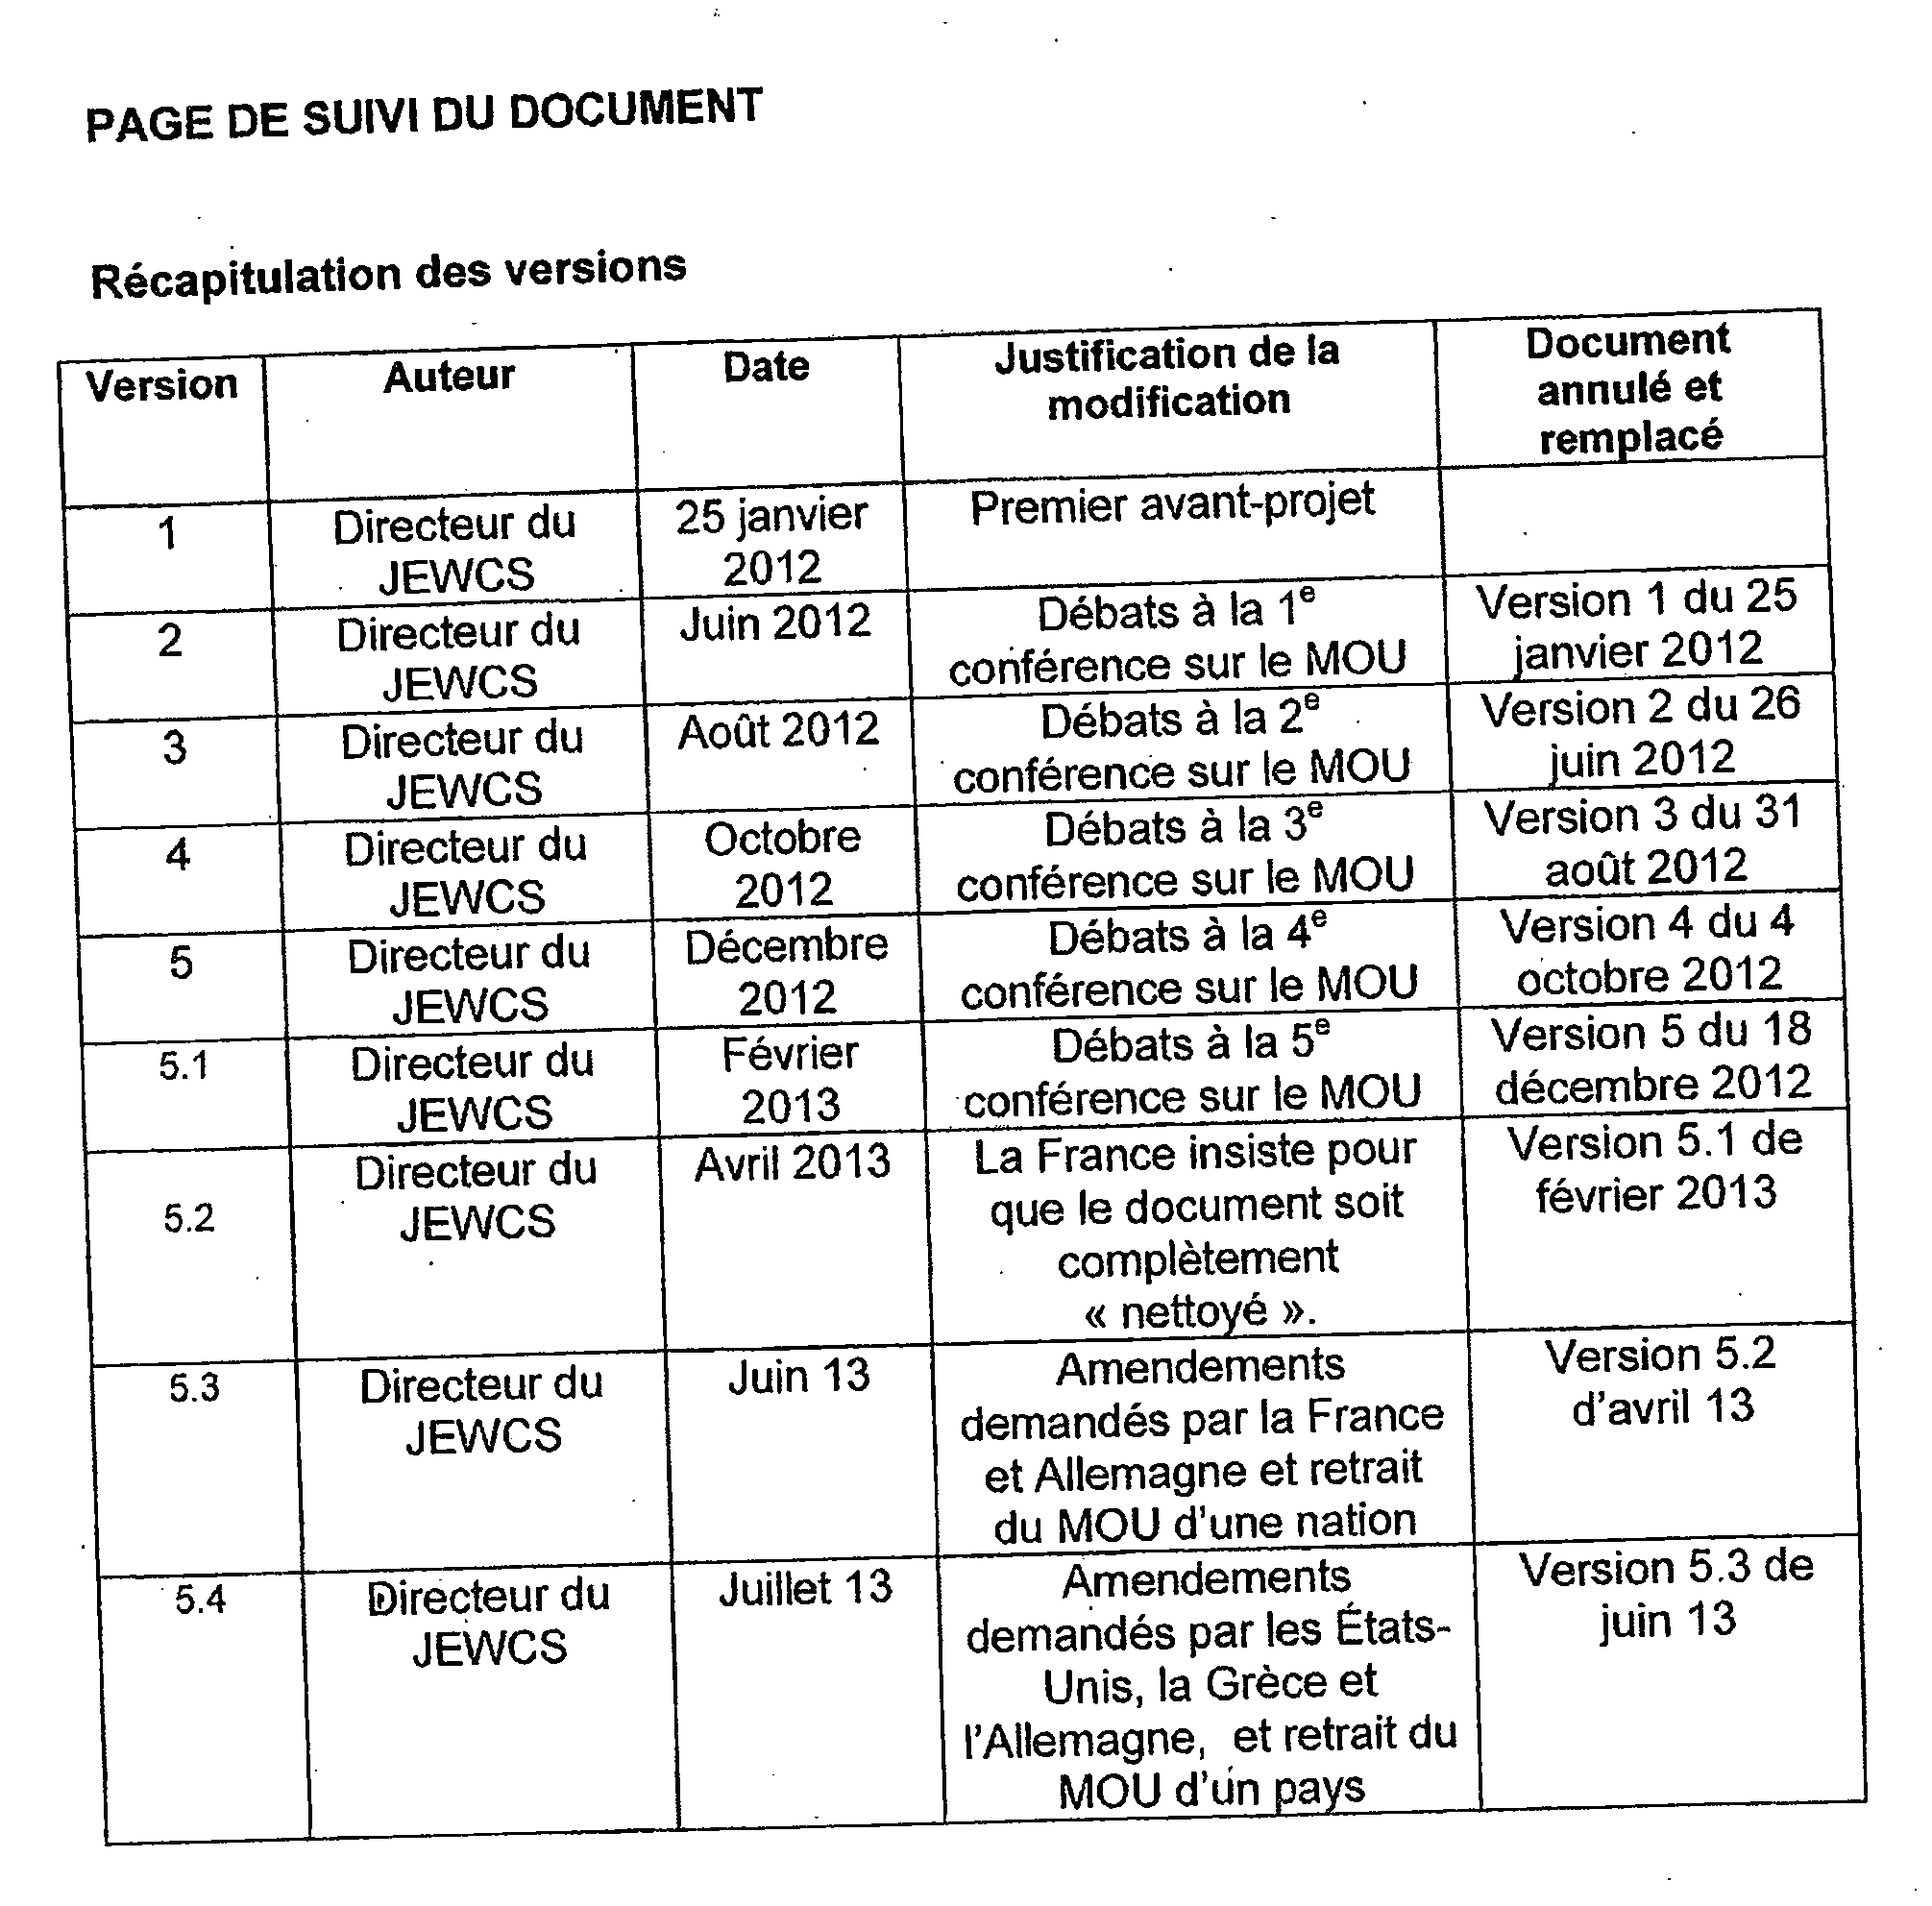 PAGE DE SUIVI DU DOCUMENT
Récapitulation des versions
Version
Auteur
Date
Justification de la
modification
Document
annulé et
remplacé
1
Directeur du
JEWCS
25 janvier
2012
Premier avant-projet
2
Directeur du
JEWCS
Juin 2012
Débats à la 1e
conférence sur le MOU
Version 1 du 25
janvier 2012
3
Directeur du
JEWCS
Août 2012
Débats à la 2e
conférence sur le MOU
Version 2 du 26
juin 2012
4
Directeur du
JEWCS
Octobre
2012
Débats à la 3e
conférence sur le MOU
Version 3 du 31
août 2012
5
Directeur du
JEWCS
Décembre
2012
Débats à la 4e
conférence sur le MOU
Version 4 du 4
octobre 2012
5.1
Directeur du
JEWCS
Février
2013
Débats à la 5e
conférence sur le MOU
Version 5 du 18
décembre 2012
5.2
Directeur du
JEWCS
Avril 2013
La France insiste pour
que le document soit
complètement
« nettoyé ».
Version 5.1 de
février 2013
5.3
Directeur du
JEWCS
Juin 13
Amendements
demandés par la France
et Allemagne et retrait
du MOU d'une nation
Version 5.2
d'avril 13
5.4
Directeur du
JEWCS
Juillet 13
Amendements
demandés par les États-
Unis, la Grèce et
l'Allemagne, et retrait du
MOU d'un pays
Version 5.3 de
juin 13